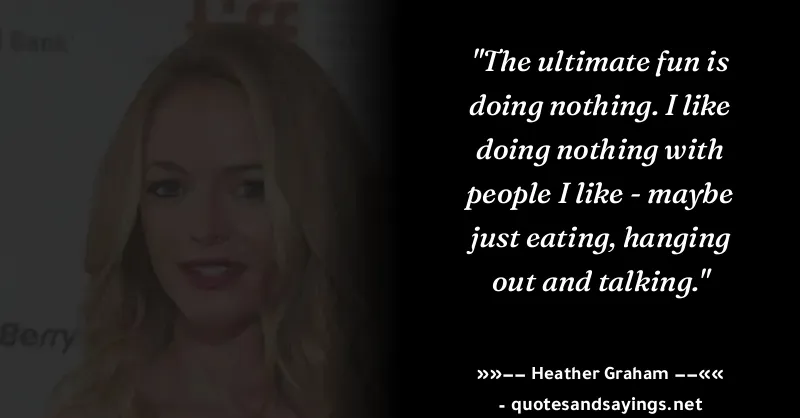 Bank
Berry
"The ultimate fun is
doing nothing. I like
doing nothing with
people I like - maybe
just eating, hanging
out and talking."
»»-- Heather Graham --««
- quotesandsayings.net